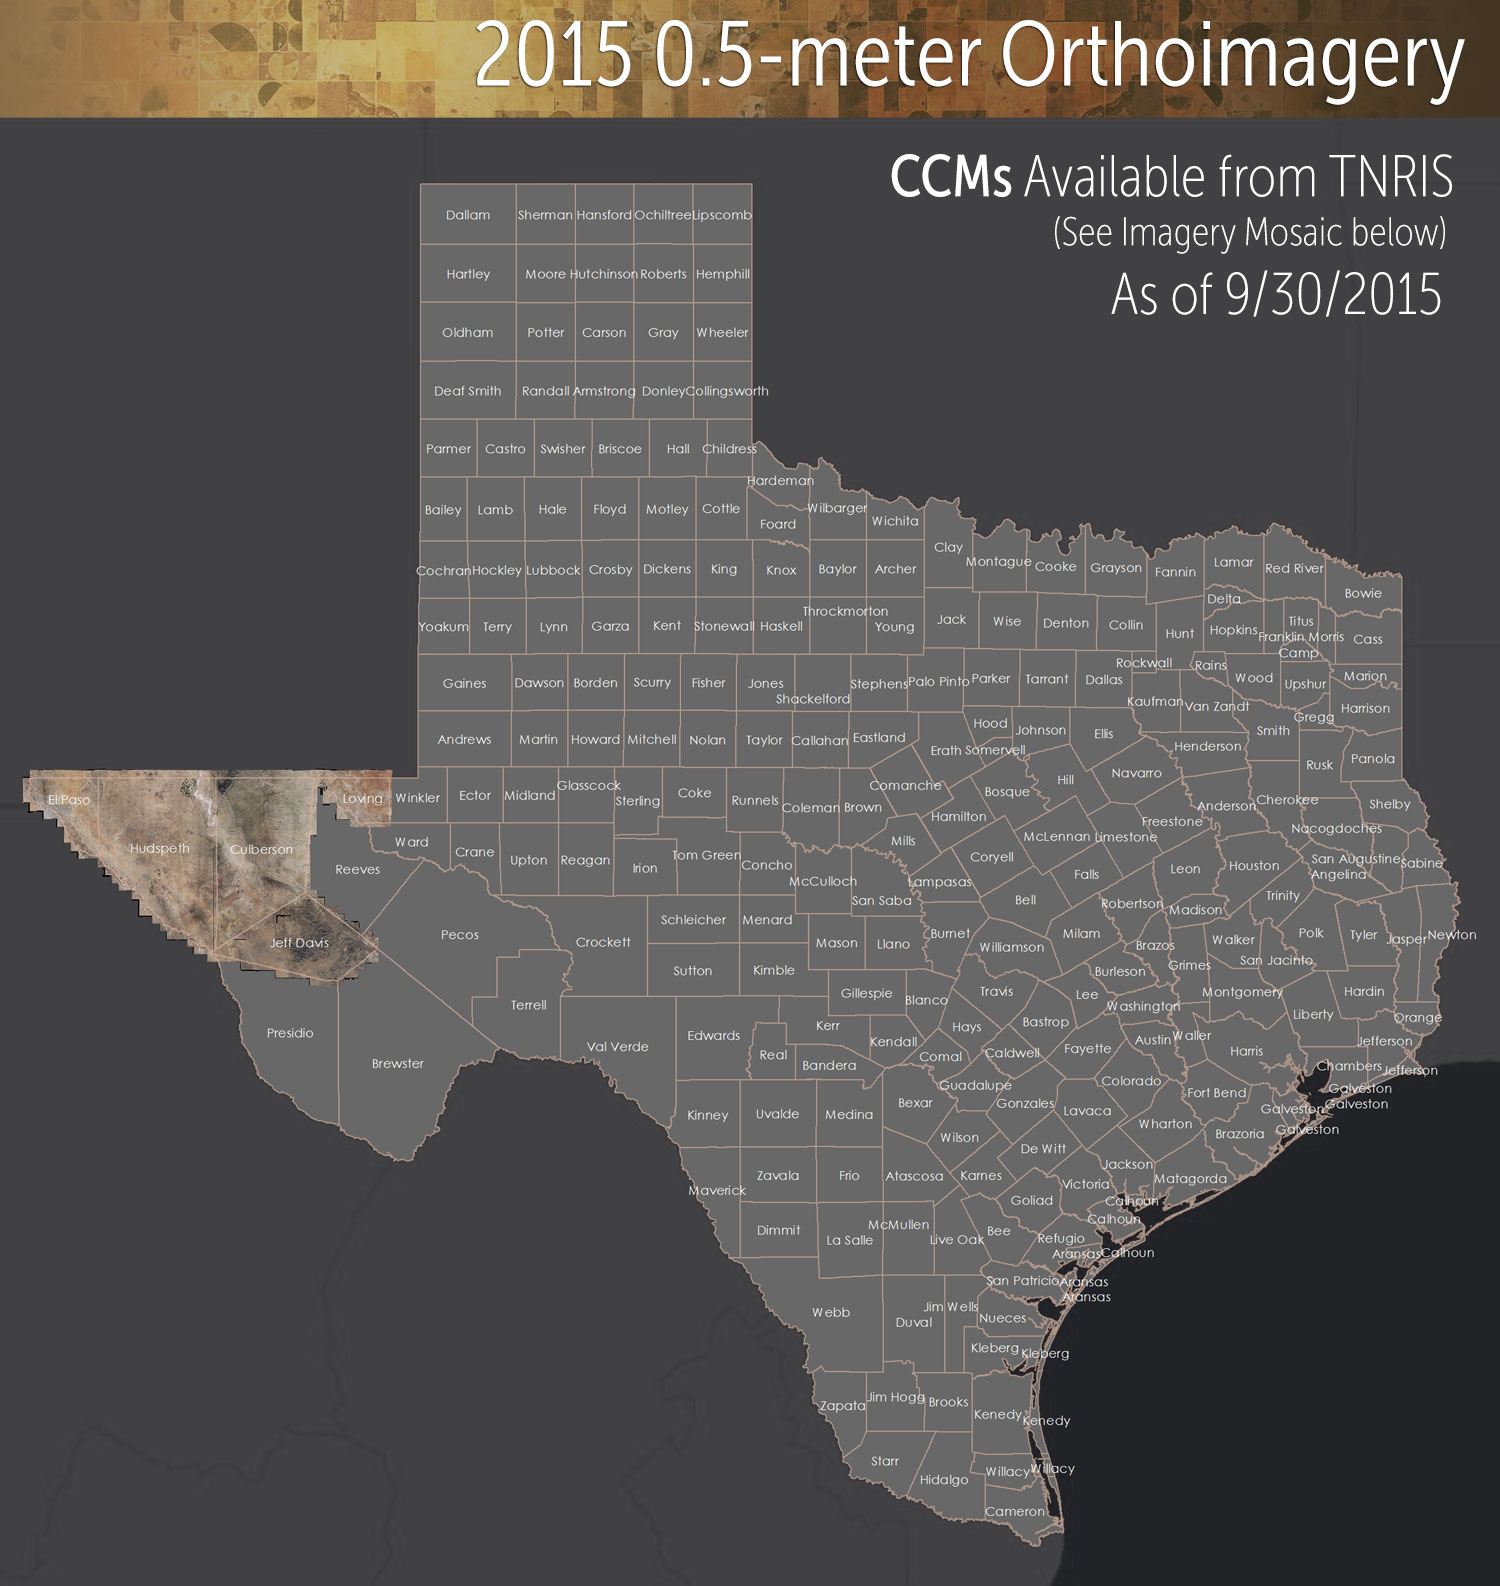 2015 0.5-meter Orthoimagery
CCMs Available from TNRIS
(See Imagery Mosaic below)
As of 9/30/2015
Dallam Sherman Hansford Ochiltree Lipscomb
Hartley Moore Hutchinson Roberts Hemphill
Oldham Potter Carson Gray Wheeler
Deaf Smith Randall Armstrong Donley Collingsworth
Parmer Castro Swisher Briscoe Hall Childress
Hardeman
Bailey Lamb Hale Floyd Motley Cottle Foard Wilbarger Wichita
Clay Montague Cooke Grayson Fannin Lamar Red River Bowie
Cochran Hockley Lubbock Crosby Dickens King Knox Baylor Archer
Delta
Yoakum Terry Lynn Garza Kent Stonewall Haskell Throckmorton Young Jack Wise Denton Collin Hunt Hopkins Titus
Franklin Morris Cass
Camp
Rockwall Rains
Gaines Dawson Borden Scurry Fisher Jones Shackelford Stephens Palo Pinto Parker Tarrant Dallas Kaufman Van Zandt Wood Upshur Marion
Gregg Harrison
Andrews Martin Howard Mitchell Nolan Taylor Callahan Eastland Erath Somervell Hood Johnson Ellis Henderson Smith Rusk Panola
El Paso Loving Winkler Ector Midland Glasscock Sterling Coke Runnels Coleman Brown Comanche Bosque Hill Navarro Anderson Cherokee Shelby
Hamilton McLennan Limestone Freestone Nacogdoches
Hudspeth Culberson Reeves Ward Crane Upton Reagan Irion Tom Green Concho McCulloch Mills Coryell Falls Leon Houston San Augustine Sabine
Angelina
San Saba Lampasas Bell Robertson Madison Trinity
Jeff Davis Pecos Crockett Schleicher Menard Mason Llano Burnet Williamson Milam Brazos Walker Polk Tyler Jasper Newton
Grimes San Jacinto
Sutton Kimble Burleson
Terrell Gillespie Blanco Travis Lee Washington Montgomery Hardin
Liberty Orange
Presidio Brewster Val Verde Edwards Kerr Hays Bastrop Austin Waller Jefferson
Real Bandera Kendall Comal Caldwell Fayette Harris Chambers Jefferson
Guadalupe Colorado Fort Bend Galveston
Kinney Uvalde Medina Bexar Gonzales Lavaca Galveston Galveston
Wilson Wharton Brazoria Galveston
De Witt
Maverick Zavala Frio Atascosa Karnes Jackson Matagorda
Goliad Victoria Calhoun
Calhoun
Dimmit La Salle McMullen Live Oak Bee Refugio
Aransas Calhoun
San Patricio Aransas
Aransas
Webb Duval Jim Wells Nueces
Kleberg Kleberg
Zapata Jim Hogg Brooks Kenedy Kenedy
Starr Hidalgo Willacy Willacy
Cameron